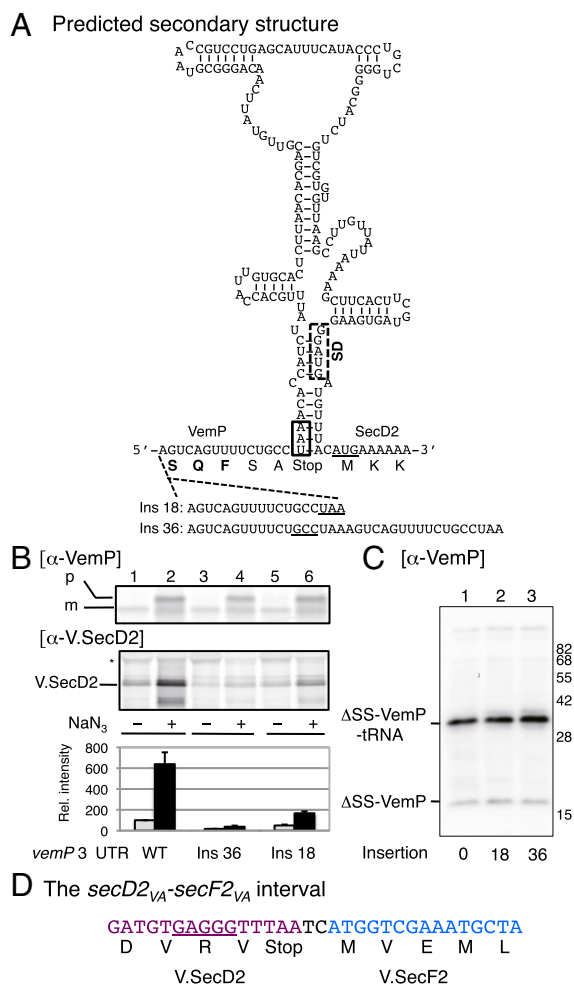 A Predicted secondary structure
SD
VemP SecD2
5′-AGUCAGUUUUCUGCC ACAUGAAAAAA-3′
S Q F S A Stop M K K
Ins 18: AGUCAGUUUUCUGCCUAA
Ins 36: AGUCAGUUUUCUGCCUAAAGUCAGUUUUCUGCCUAA
B [α-VemP]
p 1 2 3 4 5 6
m
[α-V.SecD2]
*
V.SecD2
NaN3 − + − + − +
Rel. intensity
800
600
400
200
0
vemP 3 UTR WT Ins 36 Ins 18
C [α-VemP]
1 2 3
82
68
55
42
ΔSS-VemP
-tRNA
28
ΔSS-VemP
15
Insertion 0 18 36
D The secD2VA-secF2VA interval
GATGTGAGGGTTTAATCATGGTCGAAATGCTA
D V R V Stop M V E M L
V.SecD2 V.SecF2